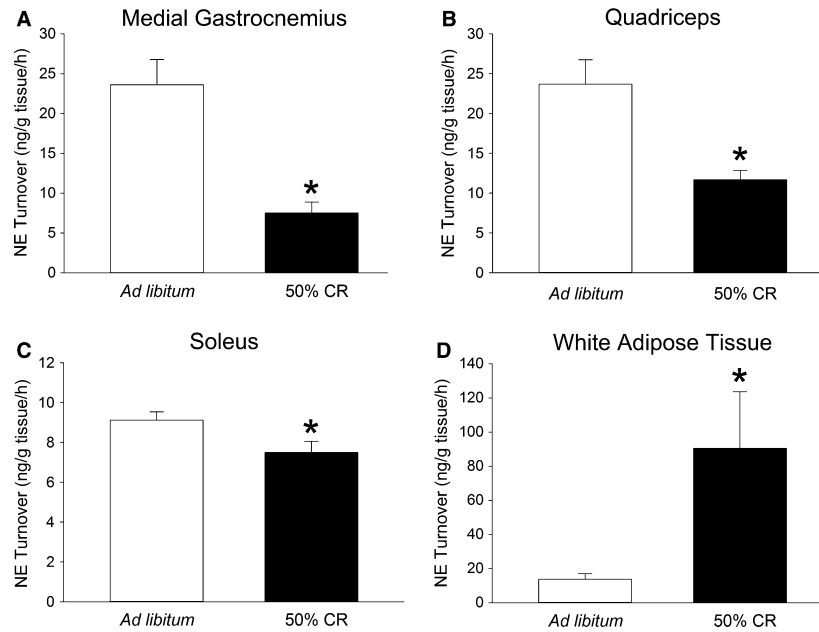 A Medial Gastrocnemius
NE Turnover (ng/g tissue/h)
30
25
20
15
10
5
0
*
Ad libitum 50% CR
B Quadriceps
NE Turnover (ng/g tissue/h)
30
25
20
15
10
5
0
*
Ad libitum 50% CR
C Soleus
NE Turnover (ng/g tissue/h)
12
10
8
6
4
2
0
*
Ad libitum 50% CR
D White Adipose Tissue
NE Turnover (ng/g tissue/h)
140
120
100
80
60
40
20
0
*
Ad libitum 50% CR